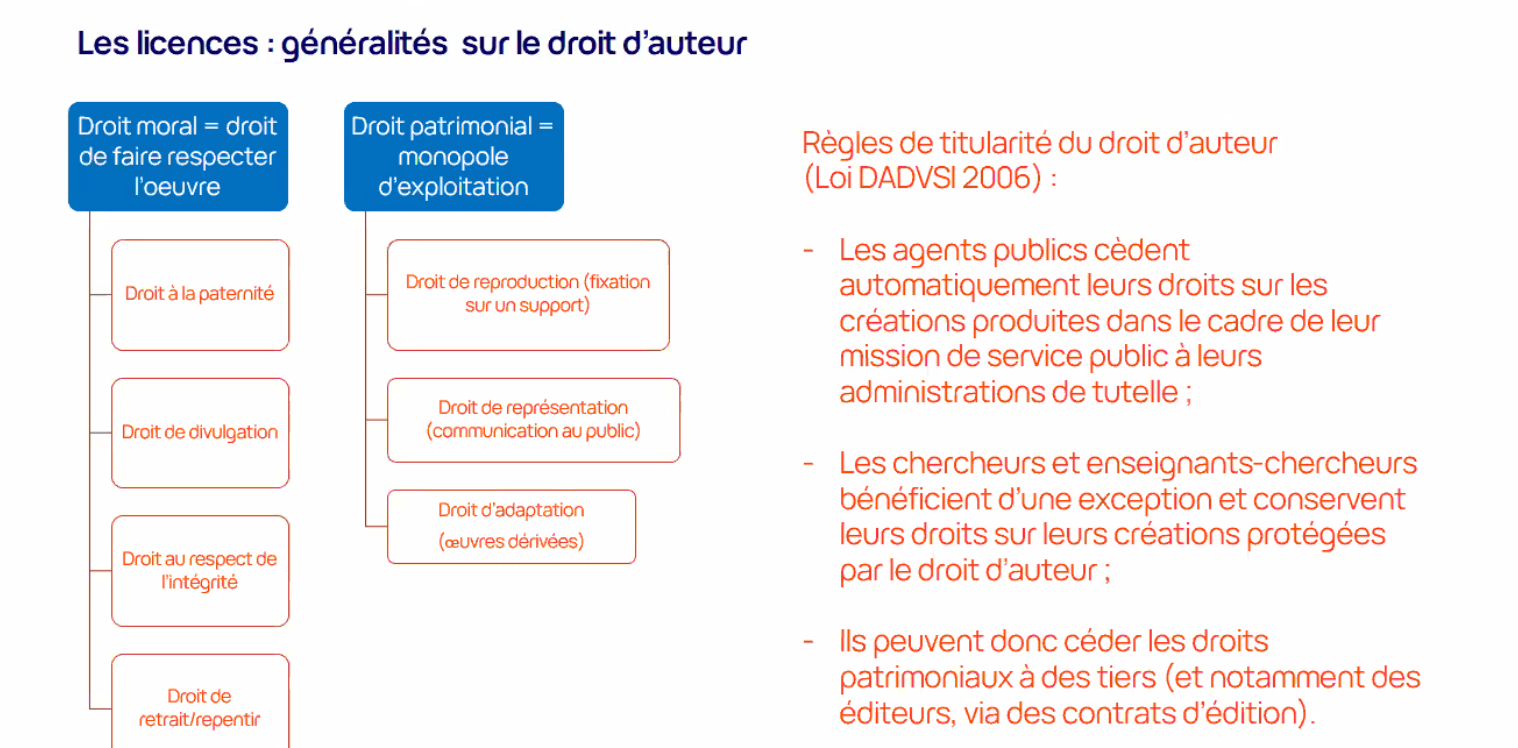 Les licences : généralités sur le droit d'auteur
Droit moral = droit
de faire respecter
l'oeuvre
Droit à la paternité
Droit de divulgation
Droit au respect de
l'intégrité
Droit de
retrait/repentir
Droit patrimonial =
monopole
d'exploitation
Droit de reproduction (fixation
sur un support)
Droit de représentation
(communication au public)
Droit d'adaptation
(œuvres dérivées)
Règles de titularité du droit d'auteur
(Loi DADVSI 2006) :
- Les agents publics cèdent
automatiquement leurs droits sur les
créations produites dans le cadre de leur
mission de service public à leurs
administrations de tutelle ;
- Les chercheurs et enseignants-chercheurs
bénéficient d'une exception et conservent
leurs droits sur leurs créations protégées
par le droit d'auteur ;
- Ils peuvent donc céder les droits
patrimoniaux à des tiers (et notamment des
éditeurs, via des contrats d'édition).